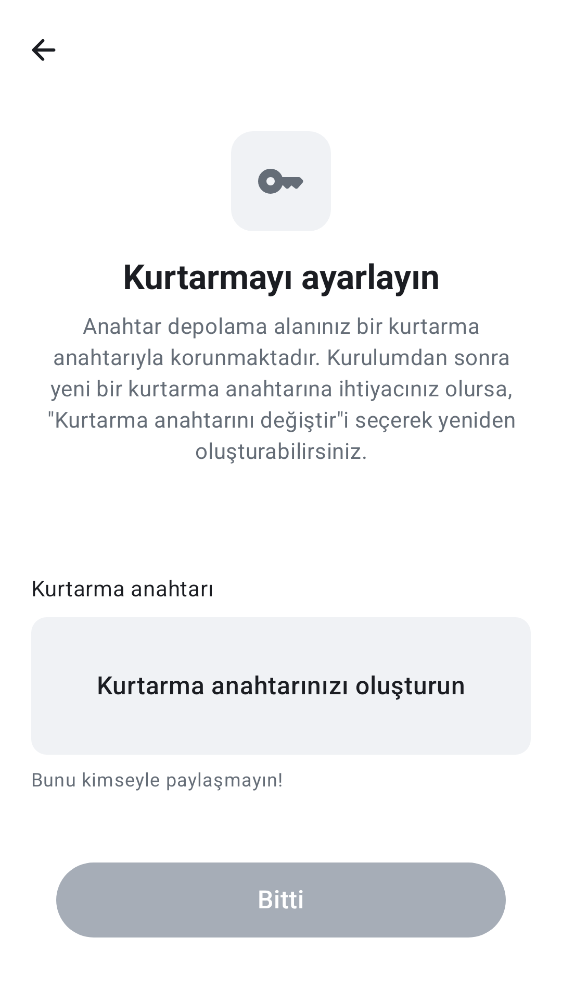 Kurtarmayı ayarlayın
Anahtar depolama alanınız bir kurtarma
anahtarıyla korunmaktadır. Kurulumdan sonra
yeni bir kurtarma anahtarına ihtiyacınız olursa,
"Kurtarma anahtarını değiştir"i seçerek yeniden
oluşturabilirsiniz.
Kurtarma anahtarı
Kurtarma anahtarınızı oluşturun
Bunu kimseyle paylaşmayın!
Bitti